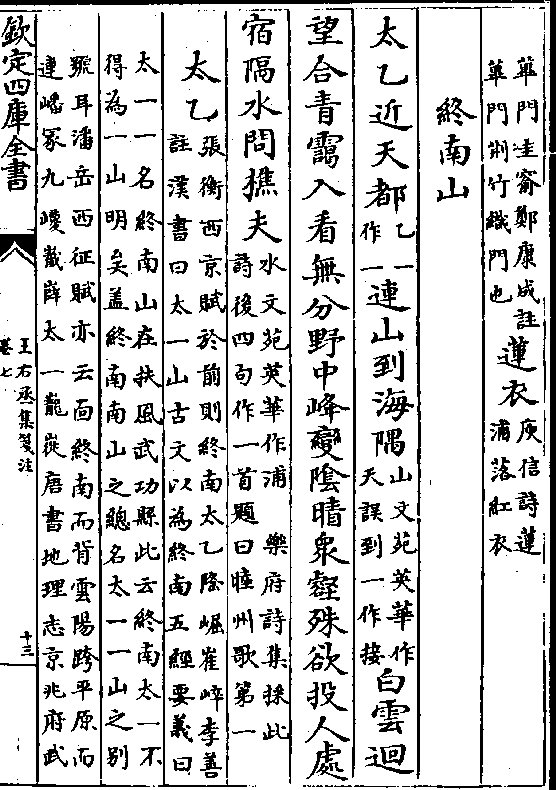 蓽門圭窬鄭康成註
蓽門荆竹織門也
蓮衣
庾信詩蓮
浦落紅衣
終南山
太乙近天都
乙一
作一
連山到海隅
山文苑英華作
天誤到一作接
白雲迴
望合青靄入看無分野中峰變陰晴衆壑殊欲投人處
宿隔水問樵夫
水文苑英華作浦　樂府詩集採此
詩後四句作一首題曰睦州歌第一
太乙
張衡西京賦於前則終南太乙隆崛崔崒李善
註漢書曰太一山古文以為終南五經要義曰
太一一名終南山在扶風武功縣此云終南太一不
得為一山明矣蓋終南南山之總名太一一山之别
號耳潘岳西征賦亦云面終南而背雲陽跨平原而
連嶓冢九嵕嶻嶭太一巃嵸唐書地理志京兆府武
欽定四庫全書
王右丞集箋注
卷七
十三